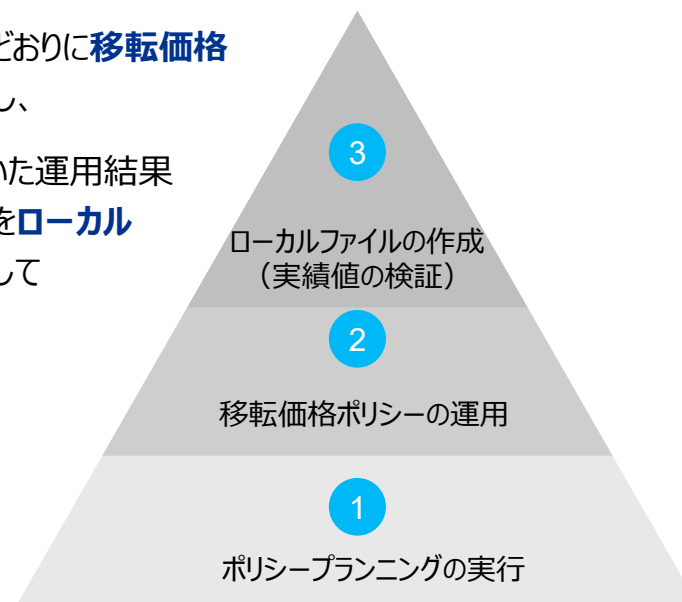 どおりに移転価格
し、
いた運用結果
をローカル
して
3
ローカルファイルの作成
（実績値の検証）
2
移転価格ポリシーの運用
1
ポリシープランニングの実行